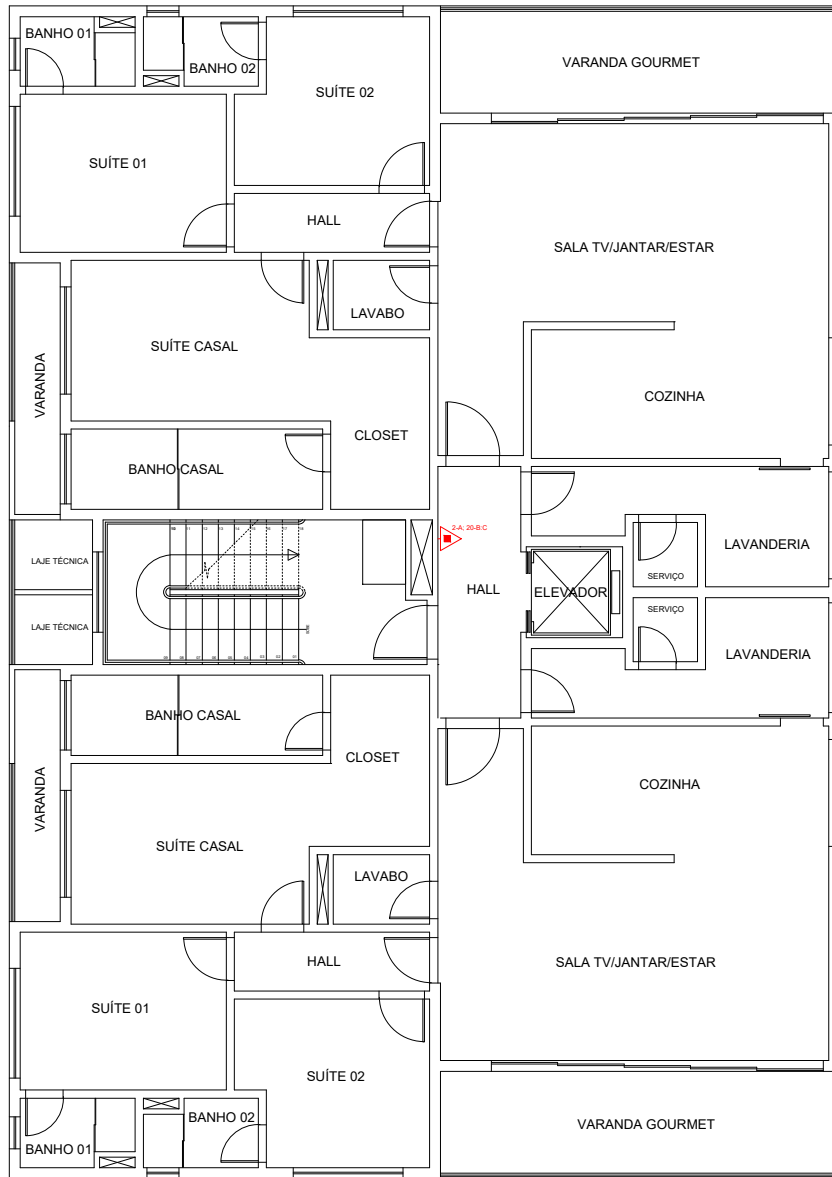 BANHO 01
BANHO 02
SUÍTE 02
VARANDA GOURMET
SUÍTE 01
HALL
SALA TV/JANTAR/ESTAR
LAVABO
SUÍTE CASAL
VARANDA
COZINHA
CLOSET
BANHO CASAL
2-A; 20-B:C
LAJE TÉCNICA
LAVANDERIA
SERVIÇO
HALL
ELEVADOR
SERVIÇO
LAJE TÉCNICA
LAVANDERIA
BANHO CASAL
CLOSET
COZINHA
VARANDA
SUÍTE CASAL
LAVABO
HALL
SALA TV/JANTAR/ESTAR
SUÍTE 01
SUÍTE 02
BANHO 02
VARANDA GOURMET
BANHO 01